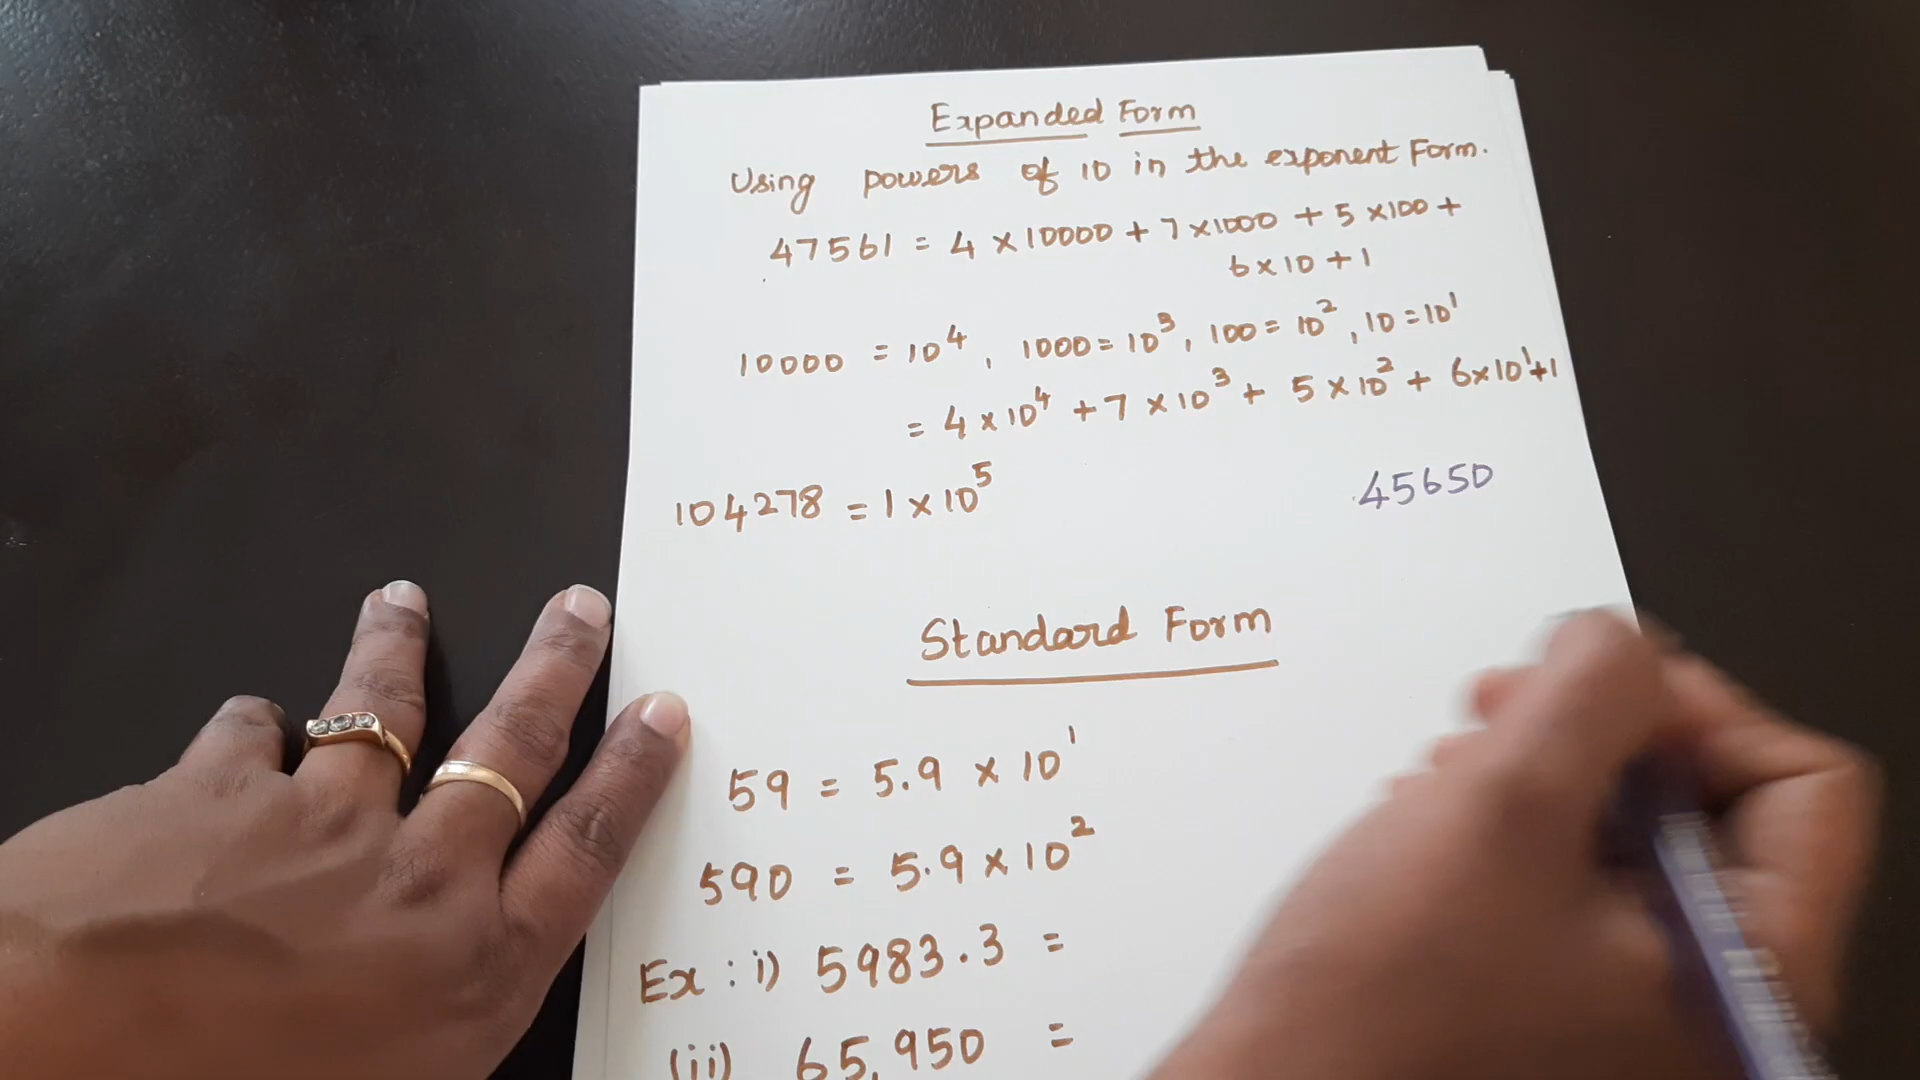 Expanded Form
Using powers of 10 in the exponent Form.
47561 = 4 × 10000 + 7 × 1000 + 5 × 100 +
6 × 10 + 1
10000 = 10⁴, 1000 = 10³, 100 = 10², 10 = 10¹
= 4 × 10⁴ + 7 × 10³ + 5 × 10² + 6 × 10¹ + 1
104278 = 1 × 10⁵
45650
Standard Form
59 = 5.9 × 10¹
590 = 5.9 × 10²
Ex : i) 5983.3 =
(ii) 65,950 =